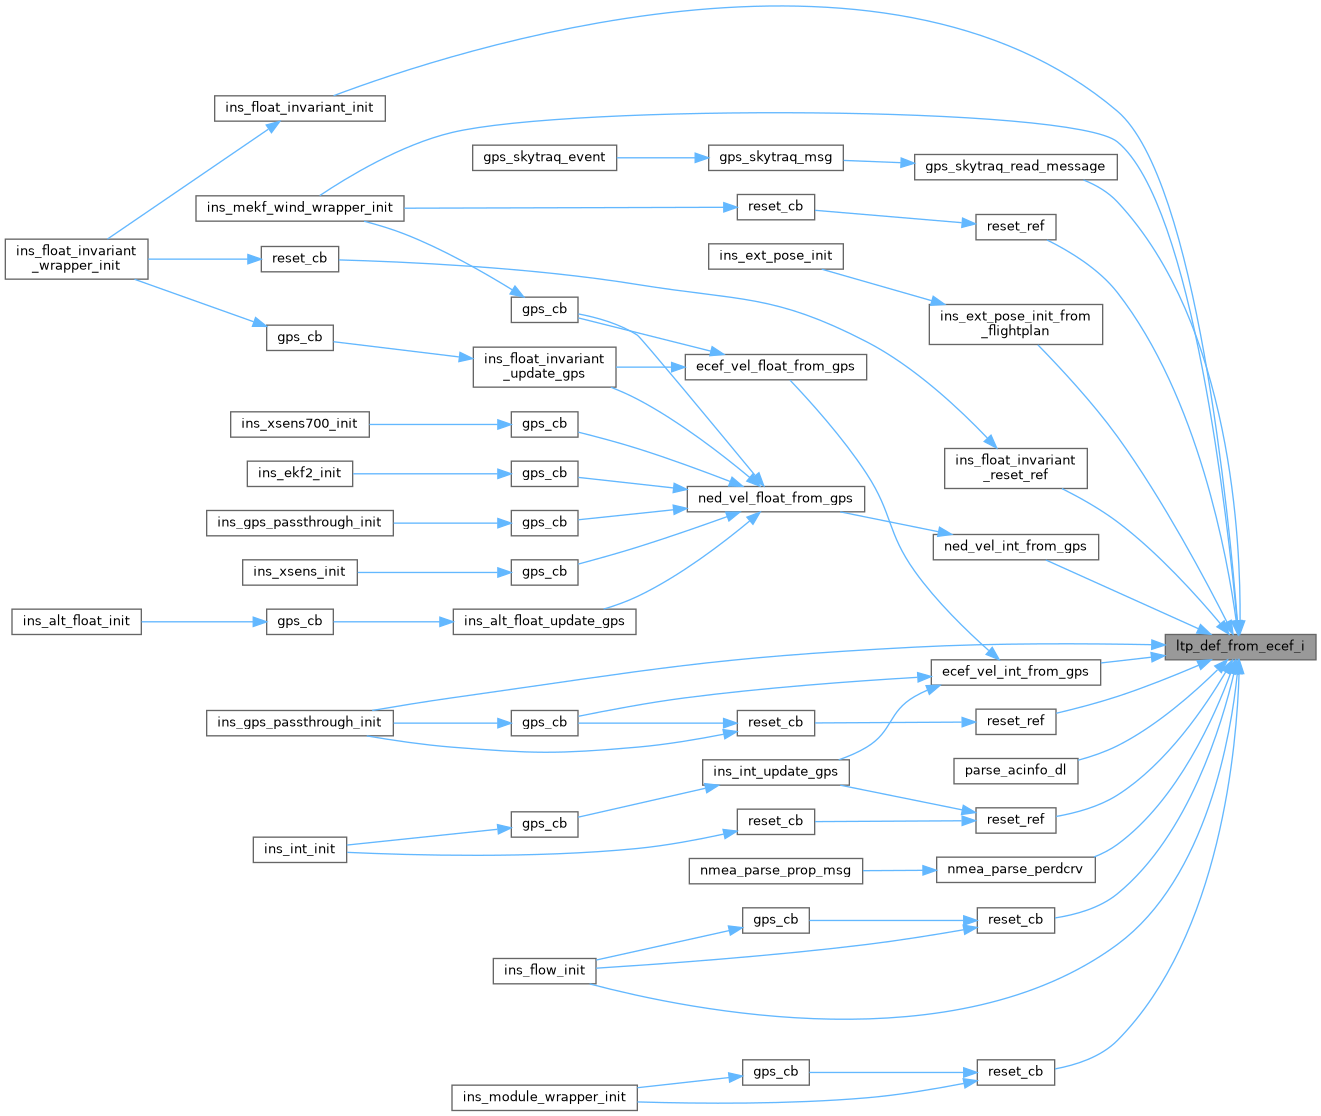 ins_float_invariant_init
gps_skytraq_event
gps_skytraq_msg
gps_skytraq_read_message
ins_mekf_wind_wrapper_init
reset_cb
reset_ref
ins_float_invariant
_wrapper_init
reset_cb
ins_ext_pose_init
gps_cb
ins_ext_pose_init_from
_flightplan
gps_cb
ins_float_invariant
_update_gps
ecef_vel_float_from_gps
ins_xsens700_init
gps_cb
ins_ekf2_init
gps_cb
ins_float_invariant
_reset_ref
ned_vel_float_from_gps
ins_gps_passthrough_init
gps_cb
ned_vel_int_from_gps
ins_xsens_init
gps_cb
ins_alt_float_init
gps_cb
ins_alt_float_update_gps
ltp_def_from_ecef_i
ecef_vel_int_from_gps
ins_gps_passthrough_init
gps_cb
reset_cb
reset_ref
ins_int_update_gps
parse_acinfo_dl
gps_cb
reset_cb
reset_ref
ins_int_init
nmea_parse_prop_msg
nmea_parse_perdcrv
gps_cb
reset_cb
ins_flow_init
gps_cb
reset_cb
ins_module_wrapper_init